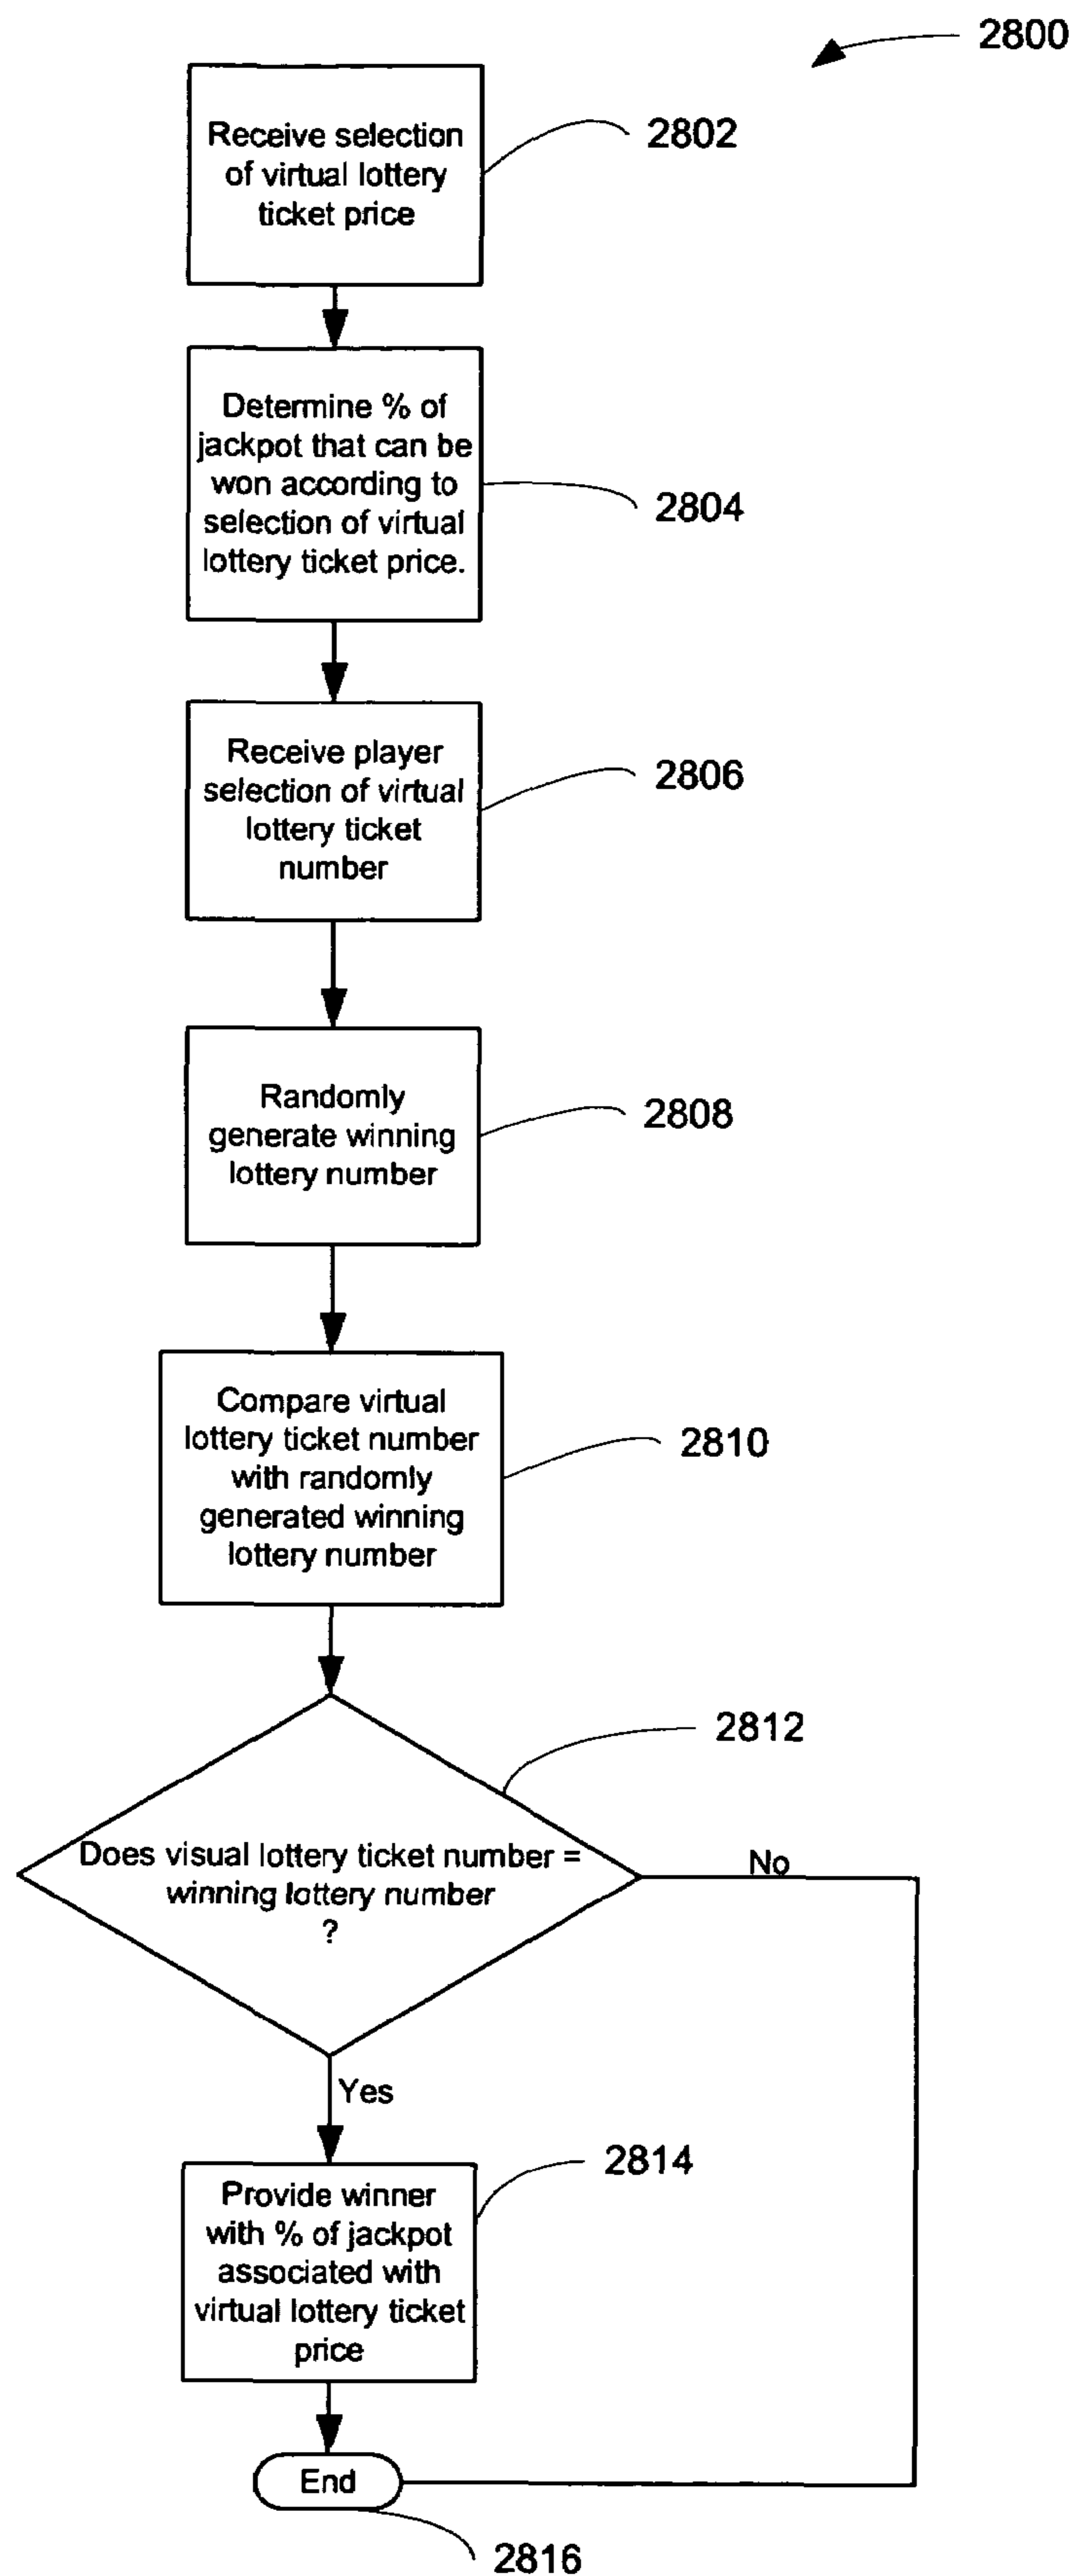 2800
Receive selection
of virtual lottery
ticket price
2802
Determine % of
jackpot that can be
won according to
selection of virtual
lottery ticket price.
2804
Receive player
selection of virtual
lottery ticket
number
2806
Randomly
generate winning
lottery number
2808
Compare virtual
lottery ticket number
with randomly
generated winning
lottery number
2810
2812
Does visual lottery ticket number =
winning lottery number
?
No
Yes
2814
Provide winner
with % of jackpot
associated with
virtual lottery ticket
price
End
2816